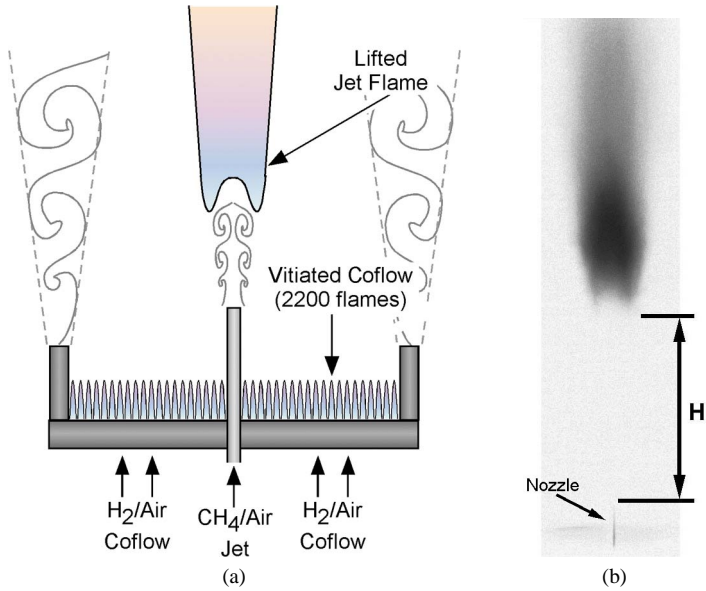 Lifted
Jet Flame
Vitiated Coflow
(2200 flames)
H2/Air
Coflow
CH4/Air
Jet
H2/Air
Coflow
(a)
H
Nozzle
(b)